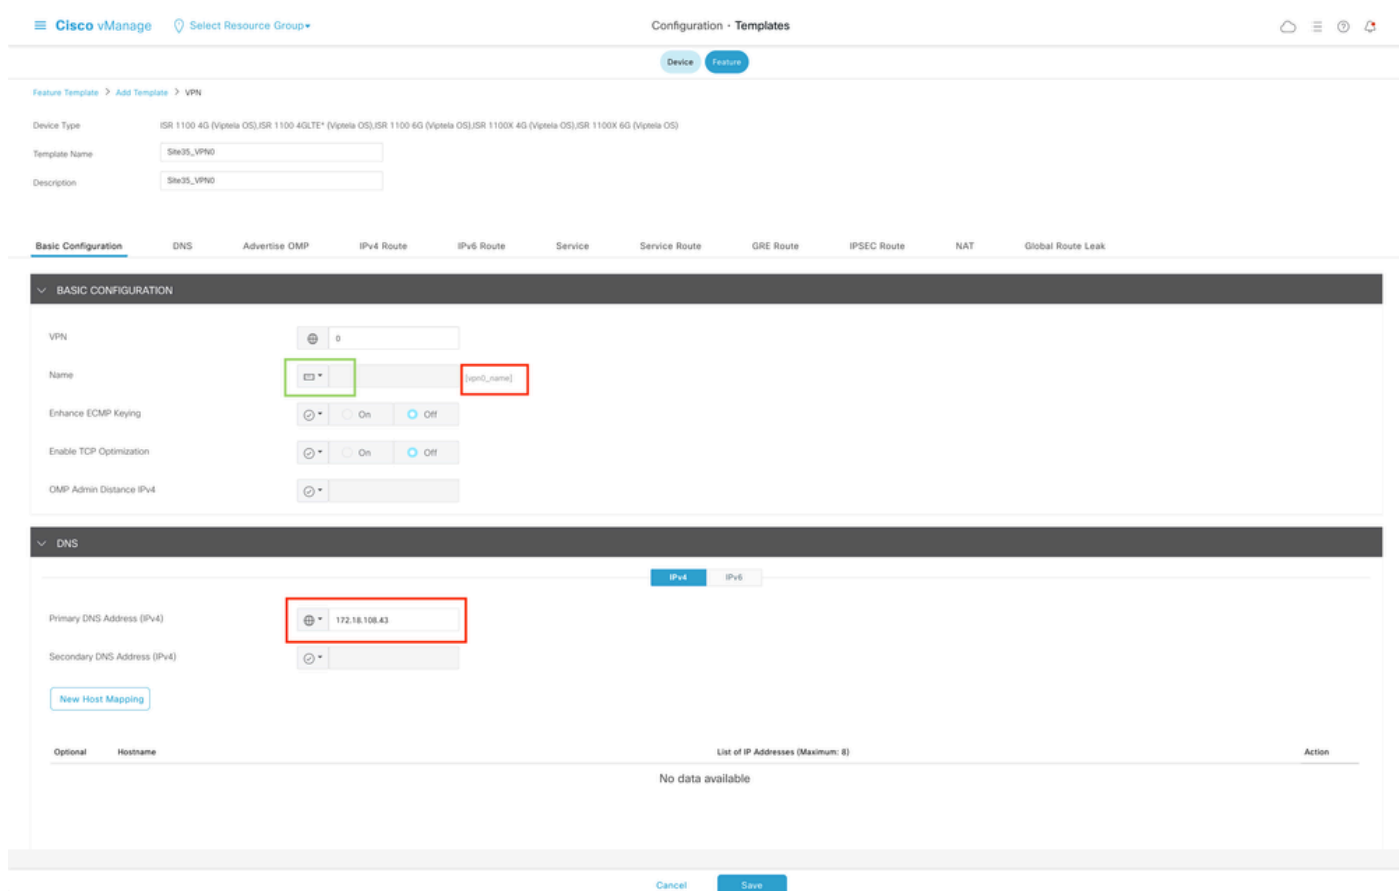 Cisco vManage Select Resource Group Configuration · Templates
Device Feature
Feature Template > Add Template > VPN
Device Type ISR 1100 4G (Viptela OS),ISR 1100 4GLTE* (Viptela OS),ISR 1100 6G (Viptela OS),ISR 1100X 4G (Viptela OS),ISR 1100X 6G (Viptela OS)
Template Name Site35_VPN0
Description Site35_VPN0
Basic Configuration DNS Advertise OMP IPv4 Route IPv6 Route Service Service Route GRE Route IPSEC Route NAT Global Route Leak
BASIC CONFIGURATION
VPN 0
Name [vpn0_name]
Enhance ECMP Keying On Off
Enable TCP Optimization On Off
OMP Admin Distance IPv4
DNS
IPv4 IPv6
Primary DNS Address (IPv4) 172.18.108.43
Secondary DNS Address (IPv4)
New Host Mapping
Optional Hostname List of IP Addresses (Maximum: 8) Action
No data available
Cancel Save